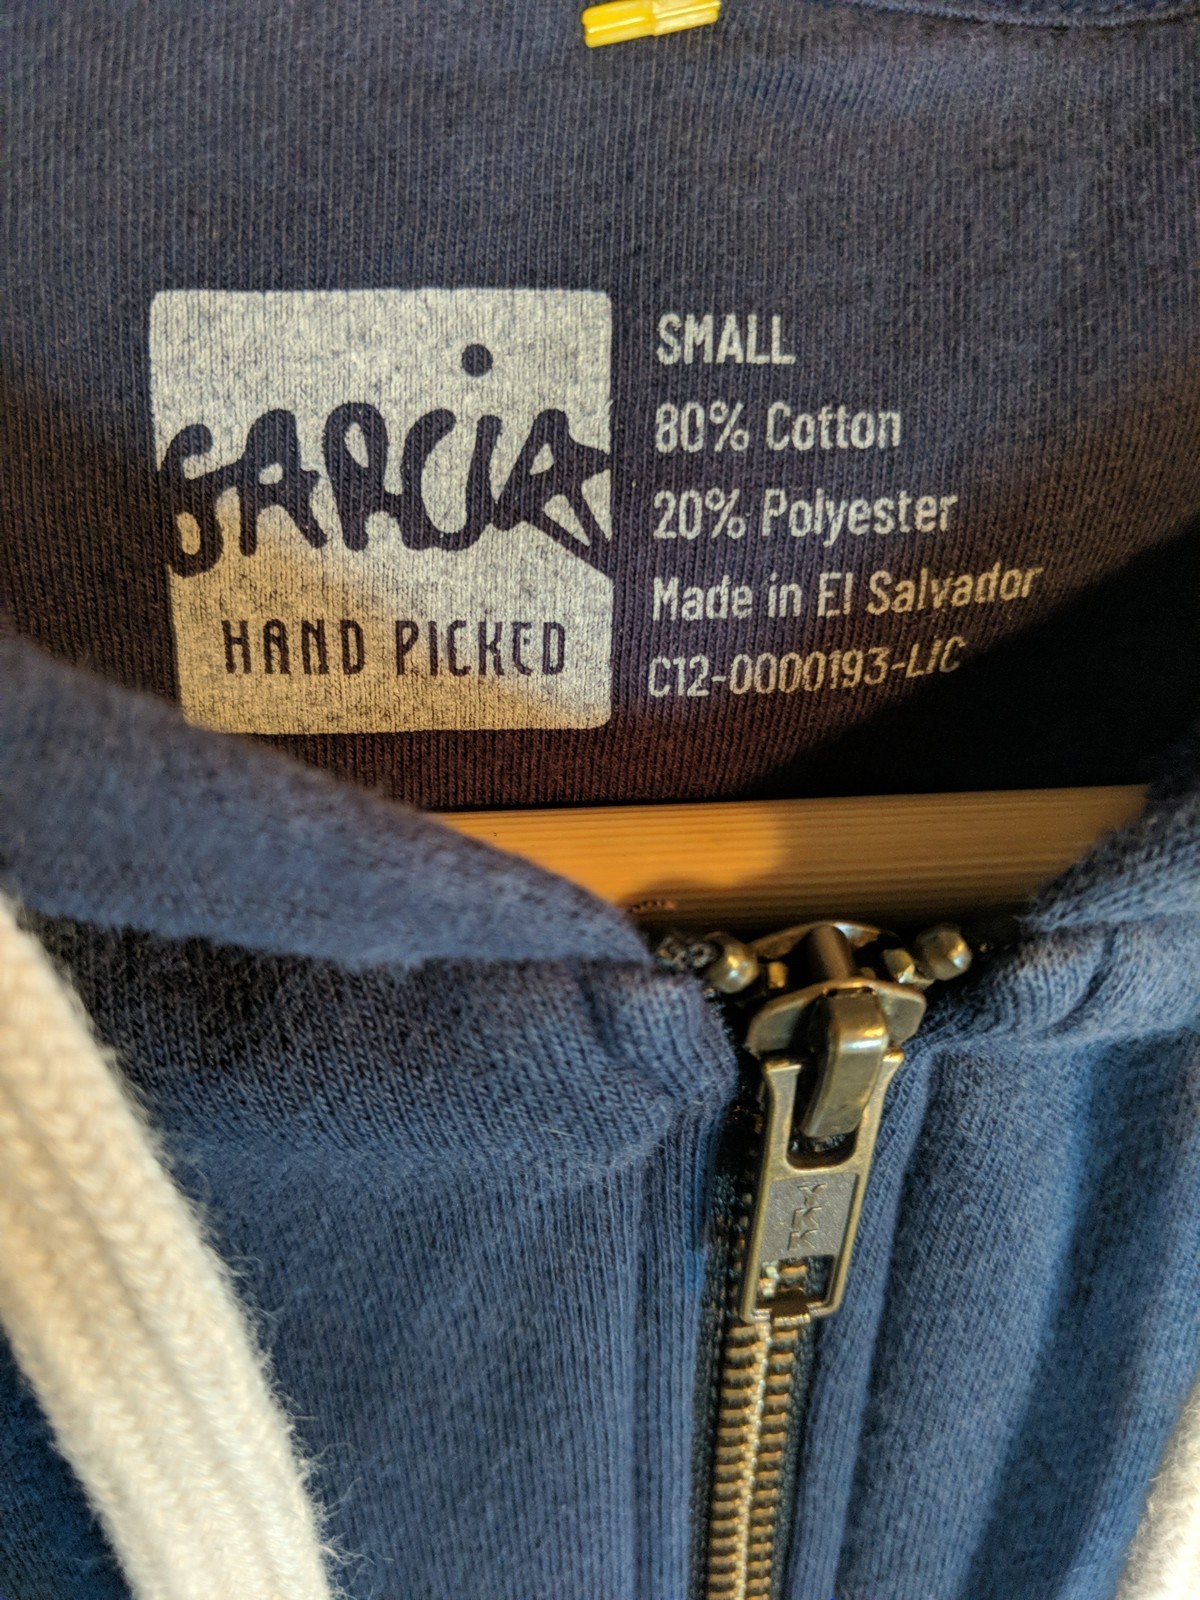 GARCIA
HAND PICKED
SMALL
80% Cotton
20% Polyester
Made in El Salvador
C12-0000193-LIC
YKK